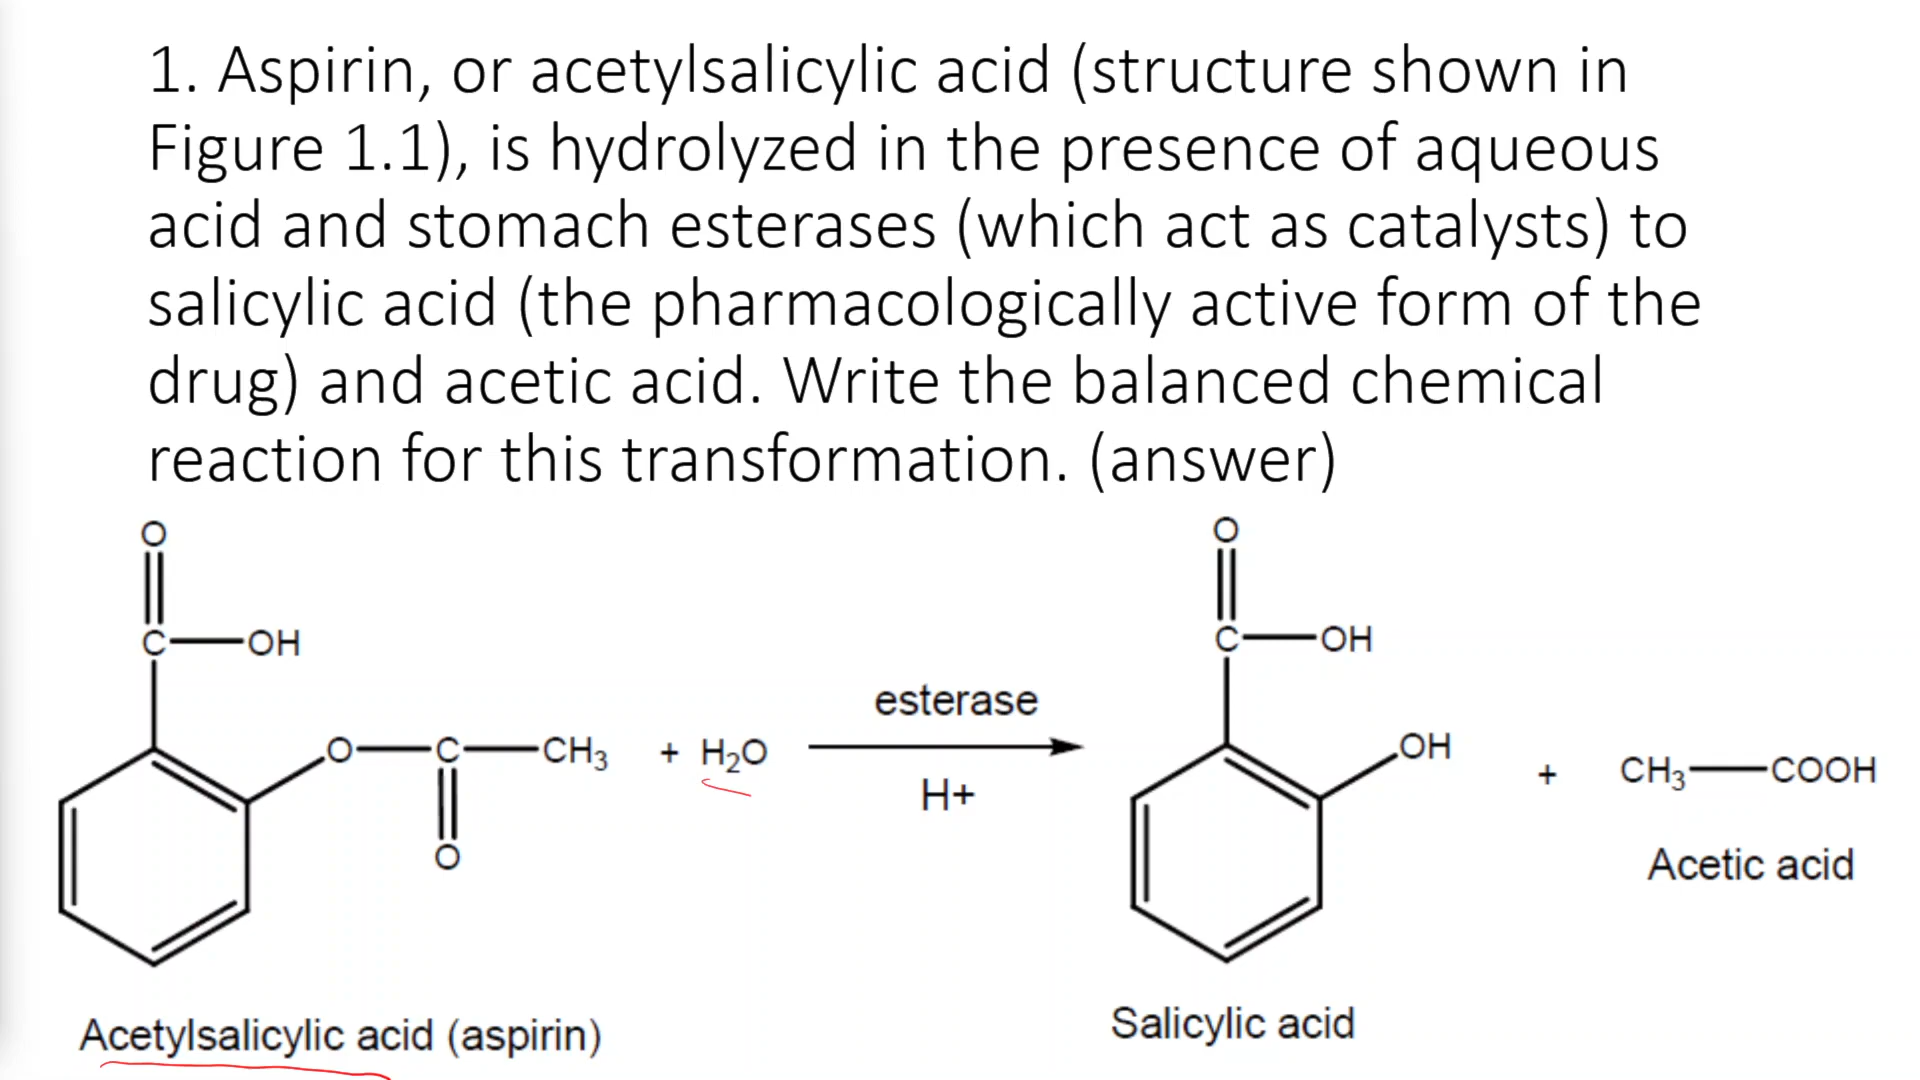 1. Aspirin, or acetylsalicylic acid (structure shown in
Figure 1.1), is hydrolyzed in the presence of aqueous
acid and stomach esterases (which act as catalysts) to
salicylic acid (the pharmacologically active form of the
drug) and acetic acid. Write the balanced chemical
reaction for this transformation. (answer)
O
C OH
O C CH₃ + H₂O
O
esterase
H+
O
C OH
OH
+ CH₃ COOH
Acetic acid
Acetylsalicylic acid (aspirin)
Salicylic acid